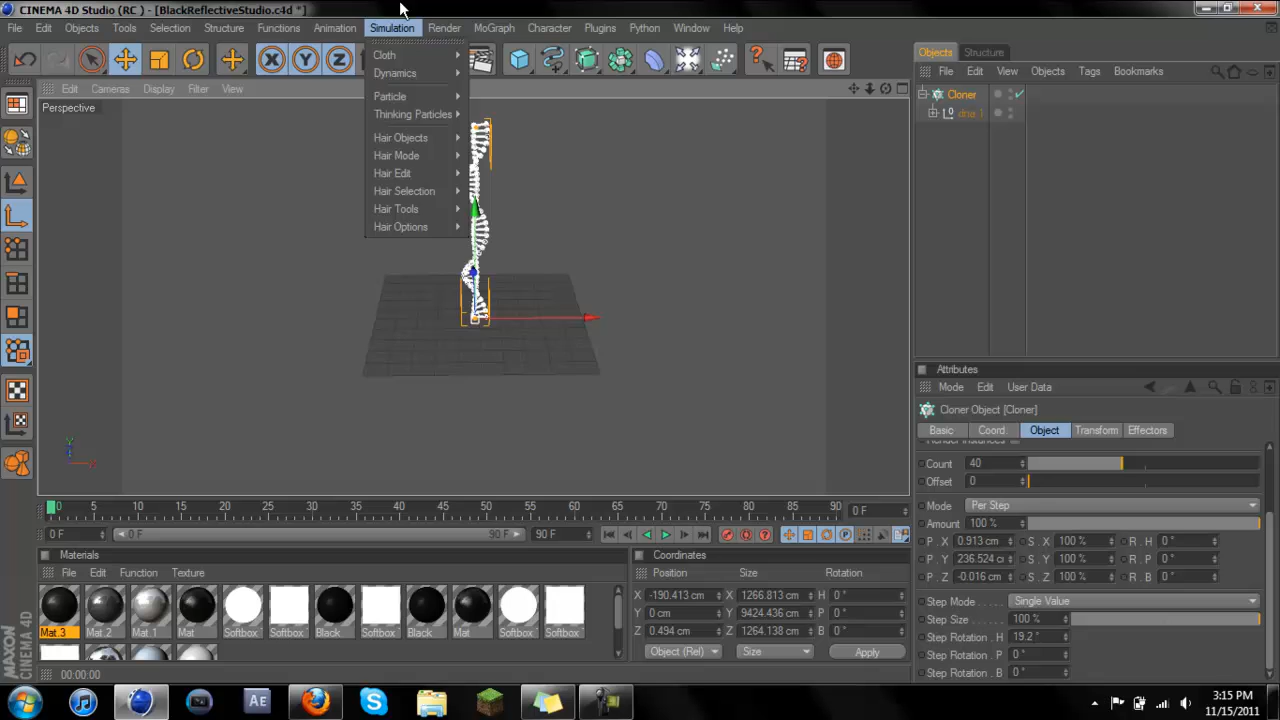 CINEMA 4D Studio (RC) - [BlackReflectiveStudio.c4d *]
File Edit Objects Tools Selection Structure Functions Animation Simulation Render MoGraph Character Plugins Python Window Help
Cloth
Dynamics
Particle
Thinking Particles
Hair Objects
Hair Mode
Hair Edit
Hair Selection
Hair Tools
Hair Options
X Y Z
Edit Cameras Display Filter View
Perspective
Y
X
Objects Structure
File Edit View Objects Tags Bookmarks
Cloner
dna 1
Attributes
Mode Edit User Data
Cloner Object [Cloner]
Basic Coord. Object Transform Effectors
Render Instances
Count 40
Offset 0
Mode Per Step
Amount 100 %
P . X 0.913 cm S . X 100 % R . H 0 °
P . Y 236.524 c S . Y 100 % R . P 0 °
P . Z -0.016 cm S . Z 100 % R . B 0 °
Step Mode . . . . . Single Value
Step Size . . . . . . 100 %
Step Rotation . H 19.2 °
Step Rotation . P 0 °
Step Rotation . B 0 °
0 5 10 15 20 25 30 35 40 45 50 55 60 65 70 75 80 85 90 0 F
0 F 0 F 90 F 90 F
Materials
File Edit Function Texture
Mat.3 Mat.2 Mat.1 Mat Softbox Softbox Black Softbox Black Mat Softbox Softbox
Coordinates
Position Size Rotation
X -190.413 cm X 1266.813 cm H 0 °
Y 0 cm Y 9424.436 cm P 0 °
Z 0.494 cm Z 1264.138 cm B 0 °
Object (Rel) Size Apply
MAXON CINEMA 4D
00:00:00
Ae
3:15 PM
11/15/2011